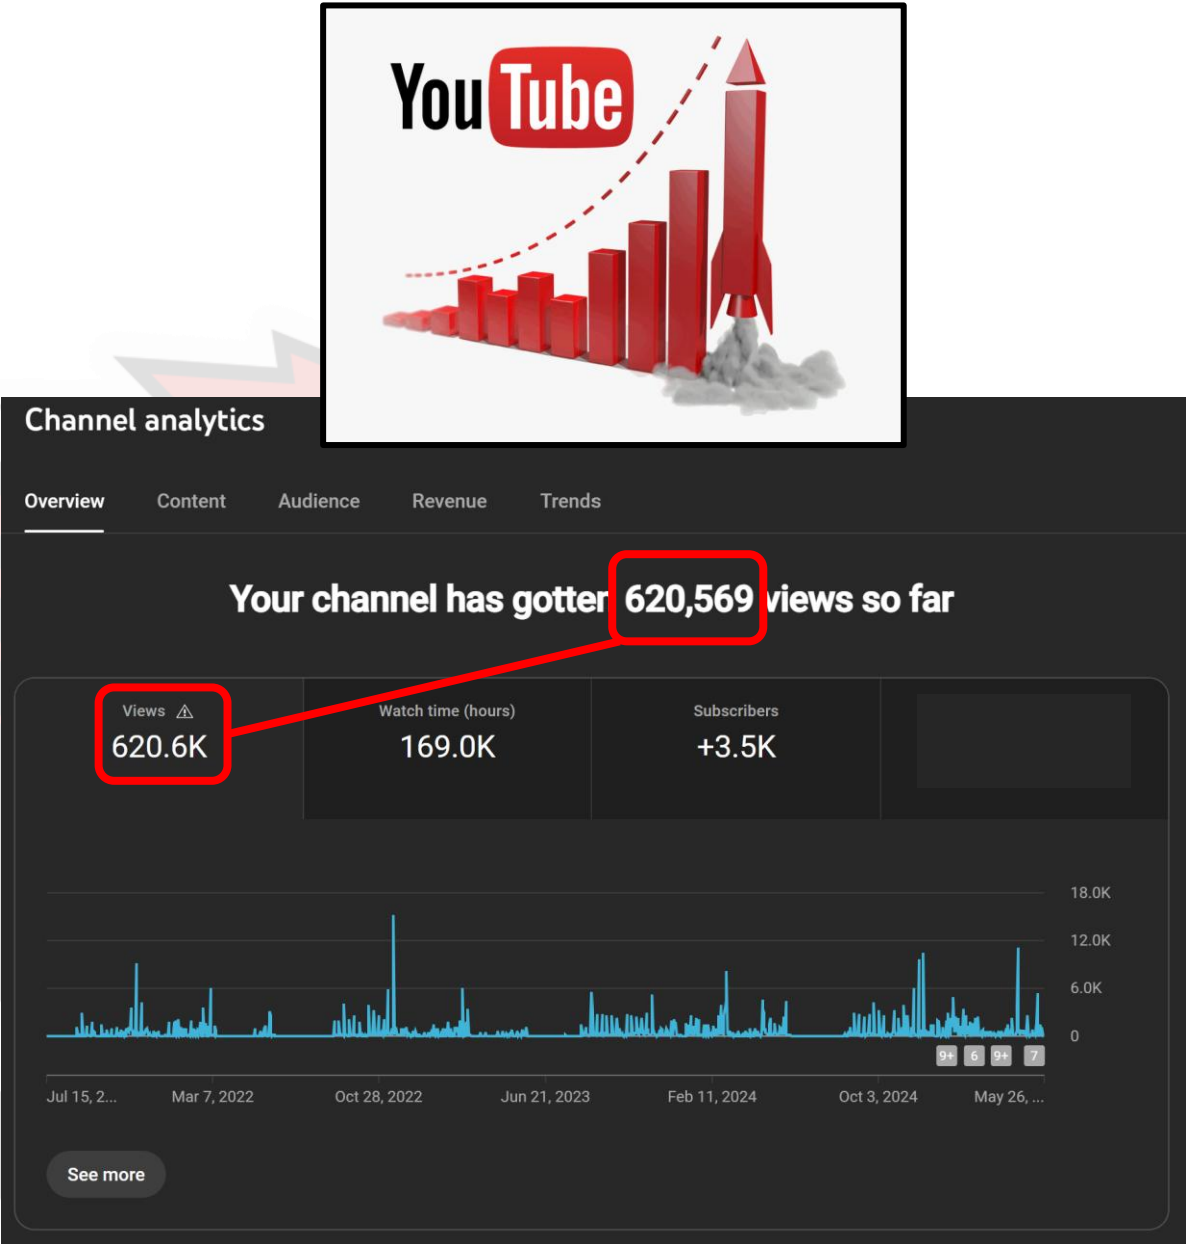 YouTube
Channel analytics
Overview Content Audience Revenue Trends
Your channel has gotten 620,569 views so far
Views Watch time (hours) Subscribers
620.6K 169.0K +3.5K
18.0K
12.0K
6.0K
0
9+ 6 9+ 7
Jul 15, 2... Mar 7, 2022 Oct 28, 2022 Jun 21, 2023 Feb 11, 2024 Oct 3, 2024 May 26, ...
See more